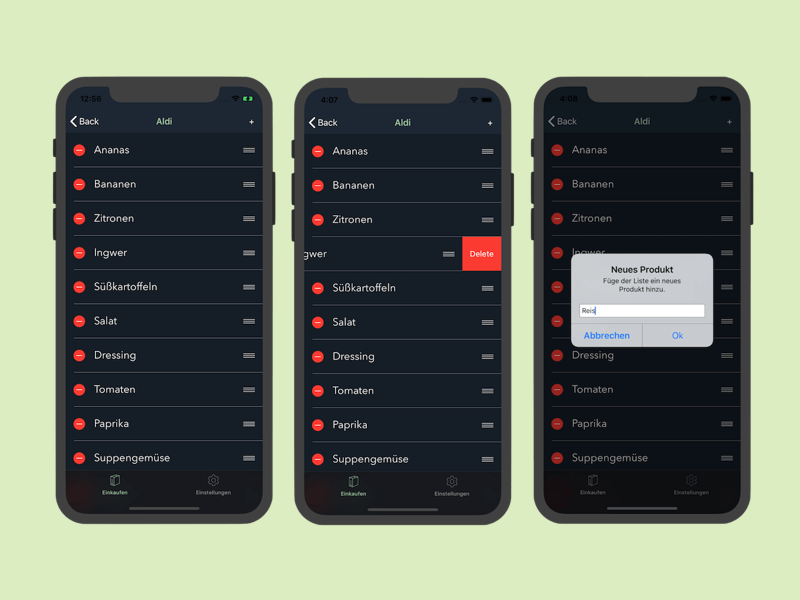 12:56
Back Aldi +
Ananas
Bananen
Zitronen
Ingwer
Süßkartoffeln
Salat
Dressing
Tomaten
Paprika
Suppengemüse
Einkaufen Einstellungen
4:07
Back Aldi +
Ananas
Bananen
Zitronen
gwer Delete
Süßkartoffeln
Salat
Dressing
Tomaten
Paprika
Suppengemüse
Einkaufen Einstellungen
4:08
Back Aldi +
Ananas
Bananen
Zitronen
Ingwer
Neues Produkt
Füge der Liste ein neues
Produkt hinzu.
Reis
Abbrechen Ok
Dressing
Tomaten
Paprika
Suppengemüse
Einkaufen Einstellungen